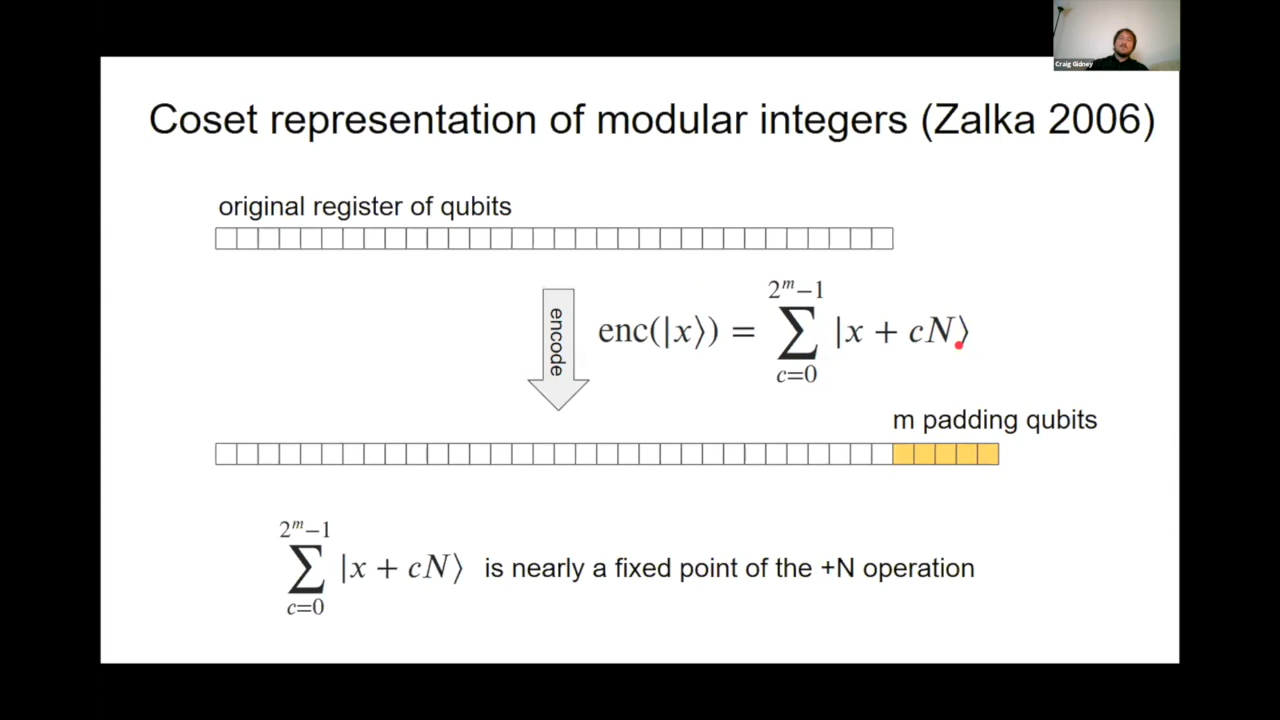 Craig Gidney
Coset representation of modular integers (Zalka 2006)
original register of qubits
encode
2^m−1
enc(|x⟩) = ∑ |x + cN⟩
c=0
m padding qubits
2^m−1
∑ |x + cN⟩ is nearly a fixed point of the +N operation
c=0